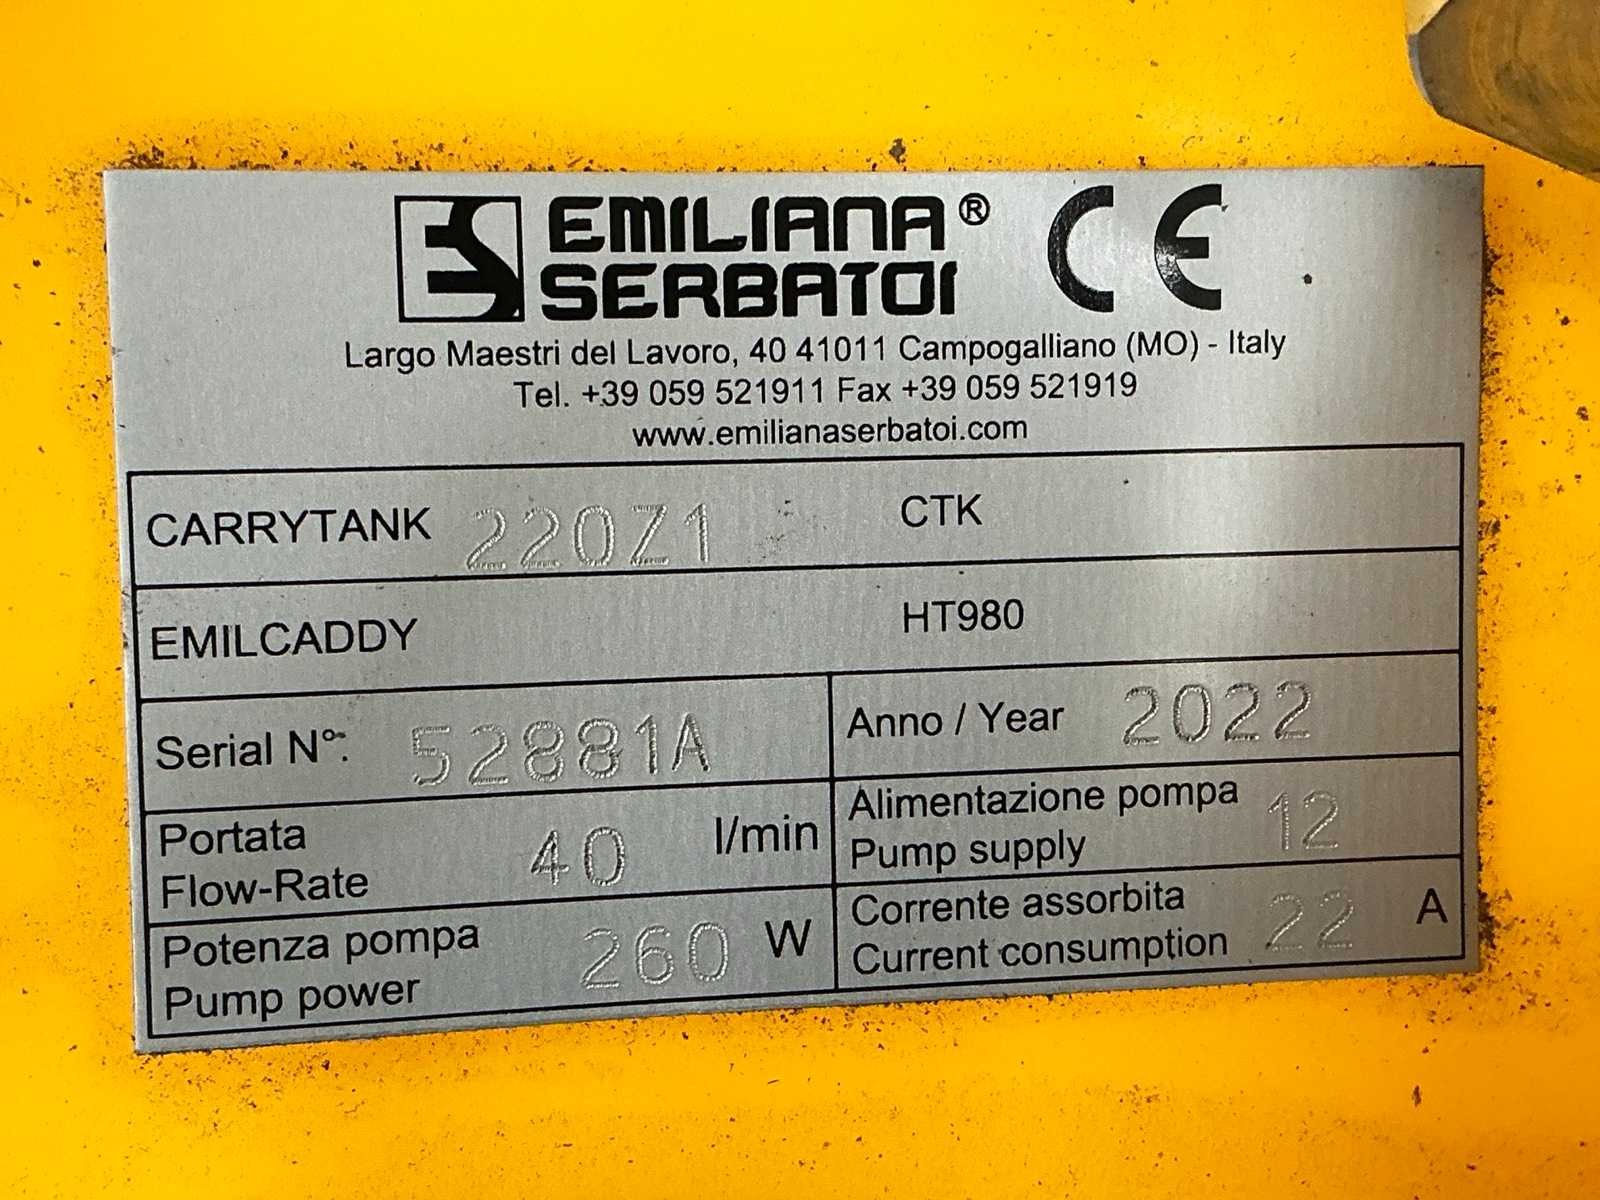 EMILIANA® CE
SERBATOI
Largo Maestri del Lavoro, 40 41011 Campogalliano (MO) - Italy
Tel. +39 059 521911 Fax +39 059 521919
www.emilianaserbatoi.com
CARRYTANK 220Z1 CTK
EMILCADDY HT980
Serial N°: 52881A Anno / Year 2022
Portata
Flow-Rate 40 l/min
Alimentazione pompa
Pump supply 12
Potenza pompa
Pump power 260 W
Corrente assorbita
Current consumption 22 A